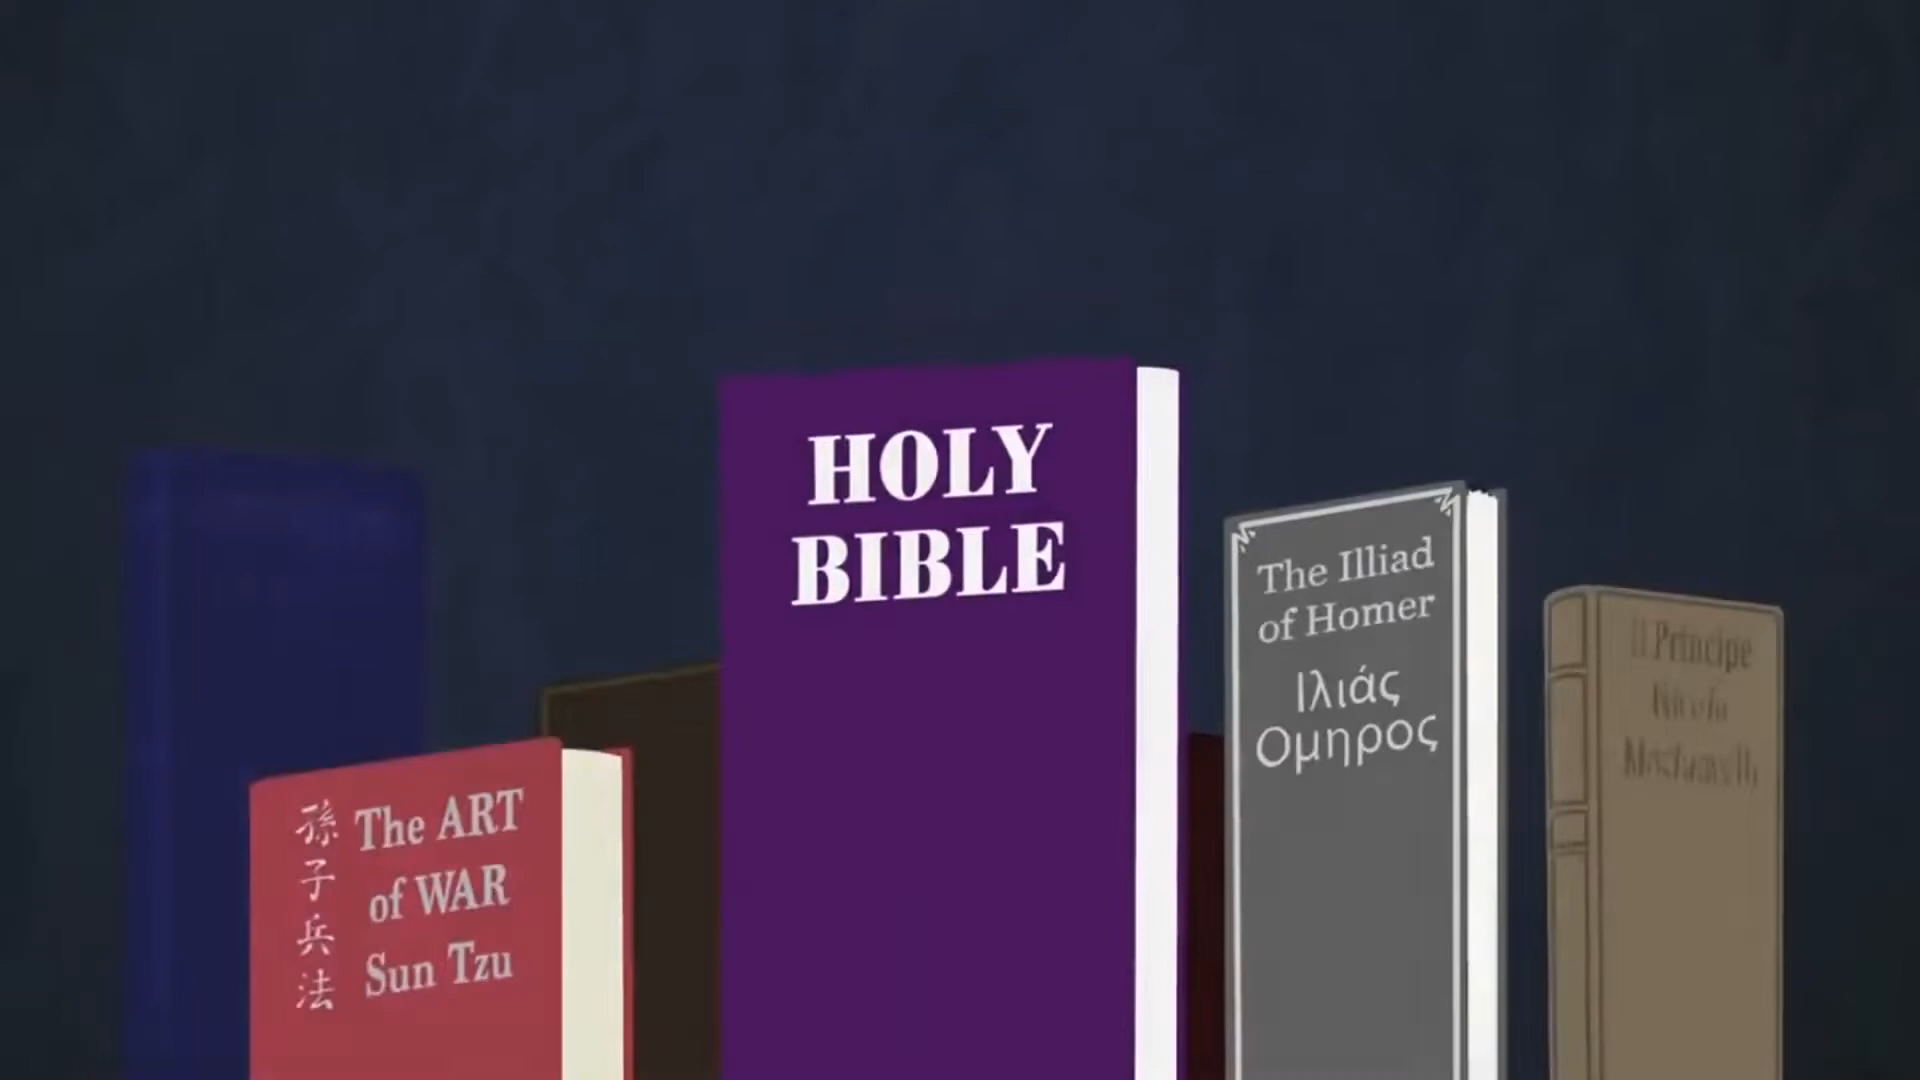 HOLY
BIBLE
孫子兵法
The ART
of WAR
Sun Tzu
The Illiad
of Homer
Ιλιάς
Ομηρος
Il Principe